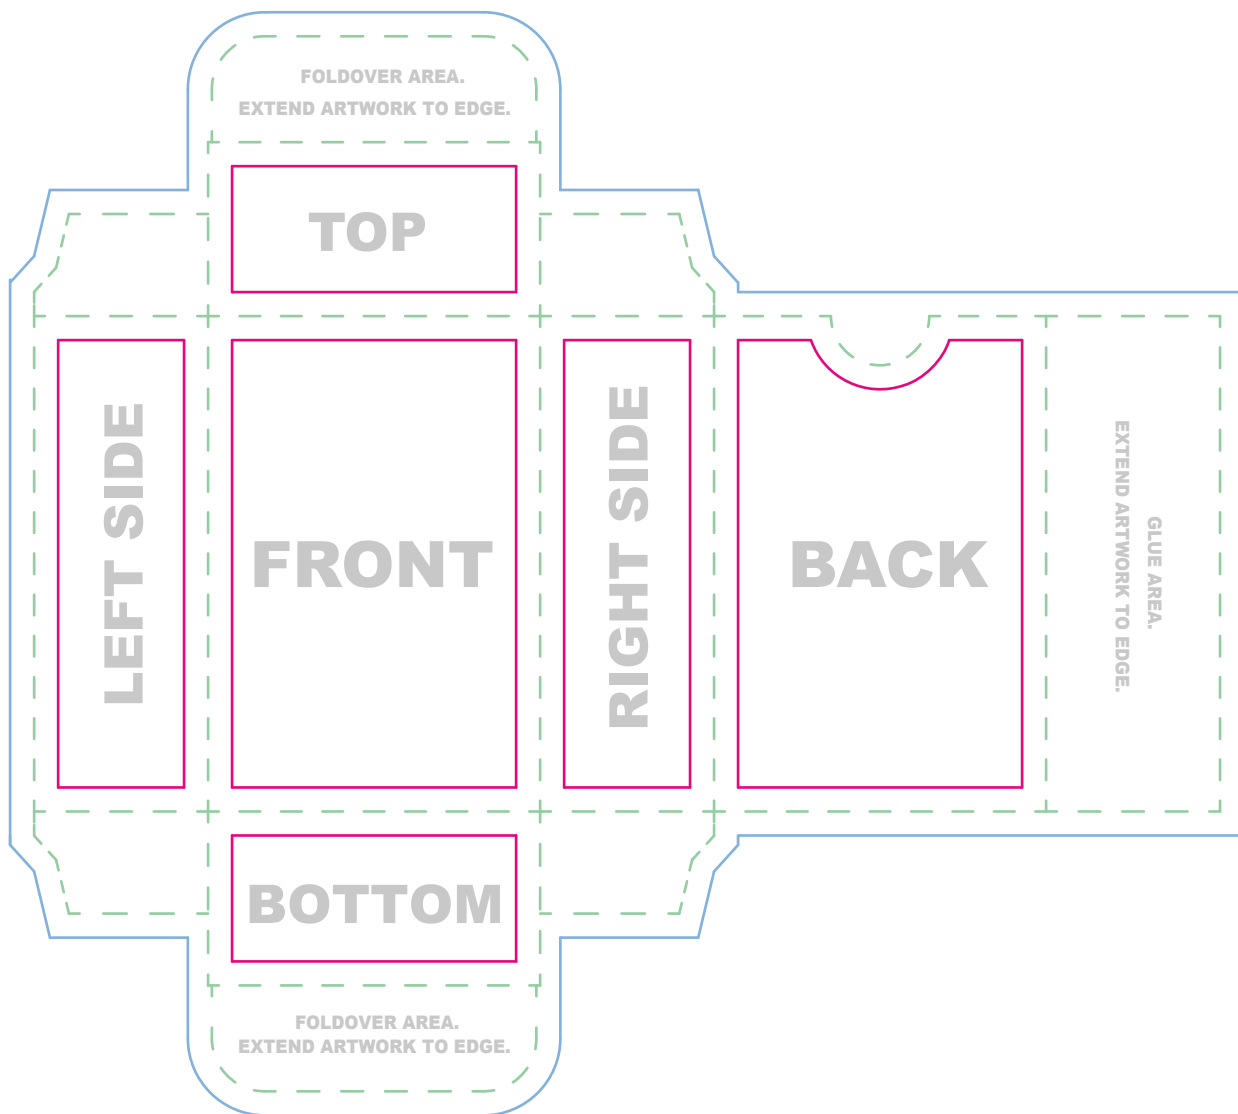 FOLDOVER AREA.
EXTEND ARTWORK TO EDGE.
TOP
LEFT SIDE
FRONT
RIGHT SIDE
BACK
GLUE AREA.
EXTEND ARTWORK TO EDGE.
BOTTOM
FOLDOVER AREA.
EXTEND ARTWORK TO EDGE.